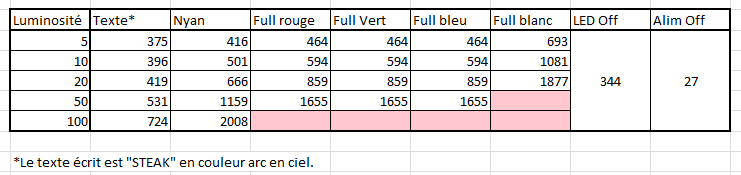 Luminosité Texte* Nyan Full rouge Full Vert Full bleu Full blanc LED Off Alim Off
5 375 416 464 464 464 693
10 396 501 594 594 594 1081
20 419 666 859 859 859 1877 344 27
50 531 1159 1655 1655 1655
100 724 2008
*Le texte écrit est "STEAK" en couleur arc en ciel.